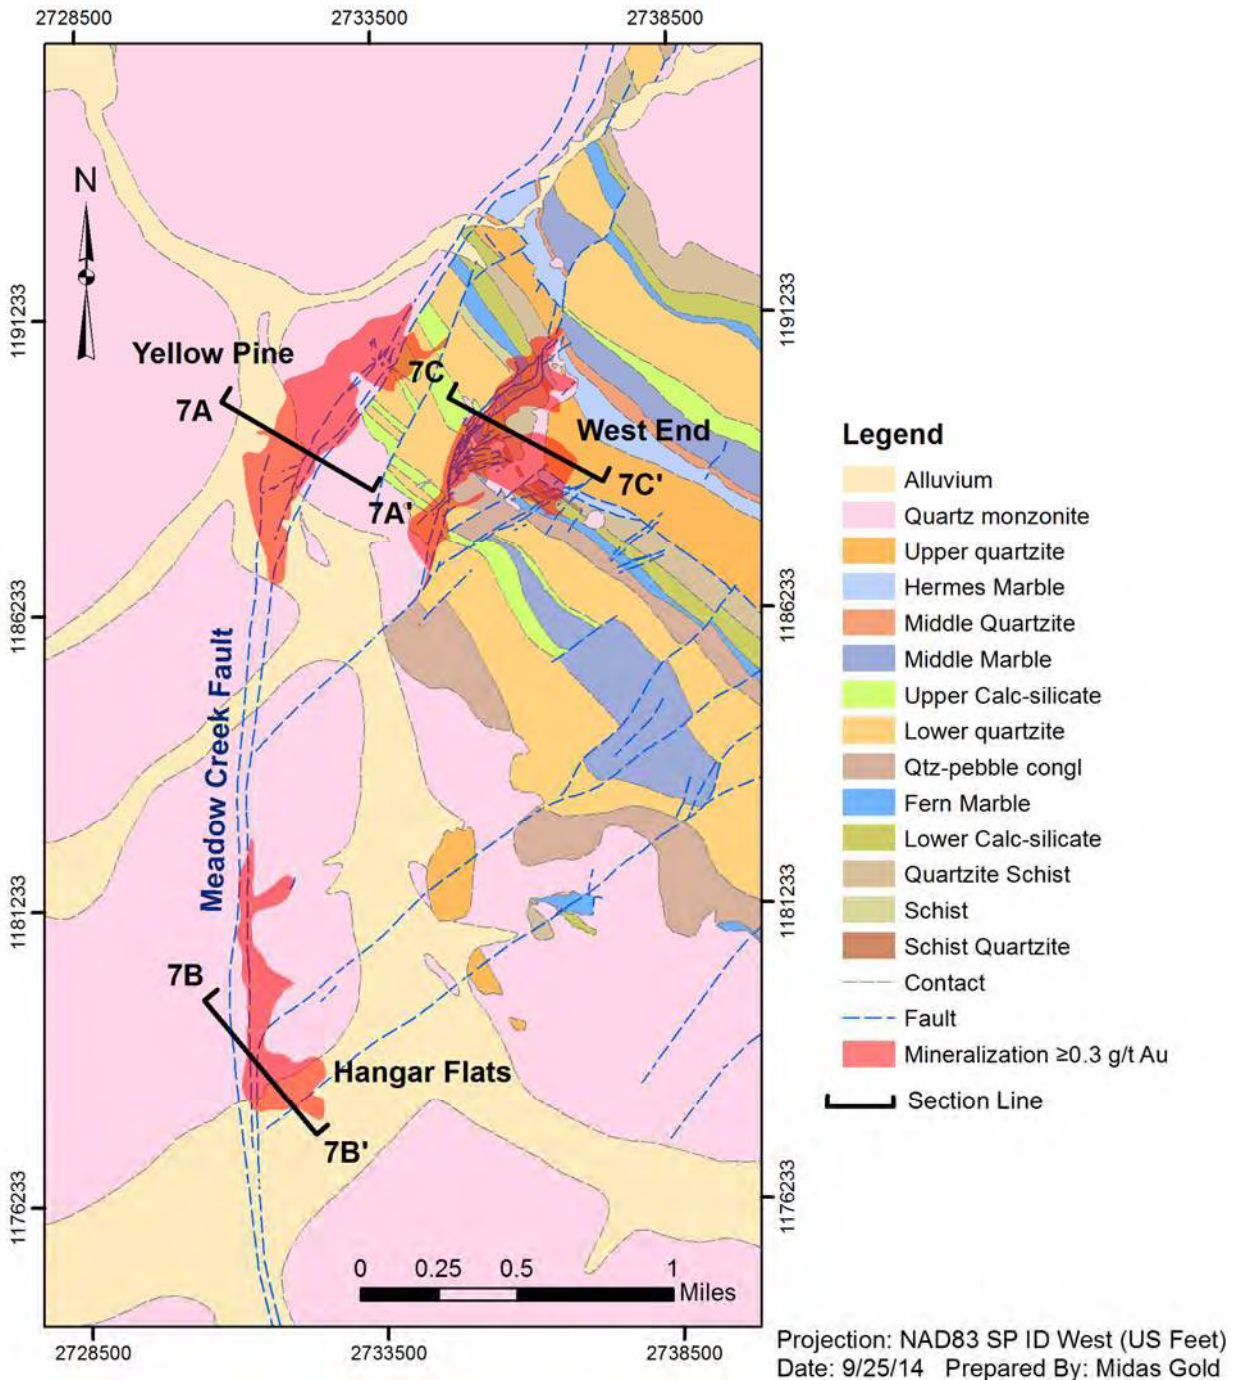 2728500
2733500
2738500
N
1191233
1191233
Yellow Pine
7A
7A'
7C
West End
7C'
1186233
1186233
Meadow Creek Fault
1181233
1181233
7B
Hangar Flats
7B'
1176233
1176233
0 0.25 0.5 1
Miles
2728500
2733500
2738500
Legend
Alluvium
Quartz monzonite
Upper quartzite
Hermes Marble
Middle Quartzite
Middle Marble
Upper Calc-silicate
Lower quartzite
Qtz-pebble congl
Fern Marble
Lower Calc-silicate
Quartzite Schist
Schist
Schist Quartzite
Contact
Fault
Mineralization ≥0.3 g/t Au
Section Line
Projection: NAD83 SP ID West (US Feet)
Date: 9/25/14 Prepared By: Midas Gold